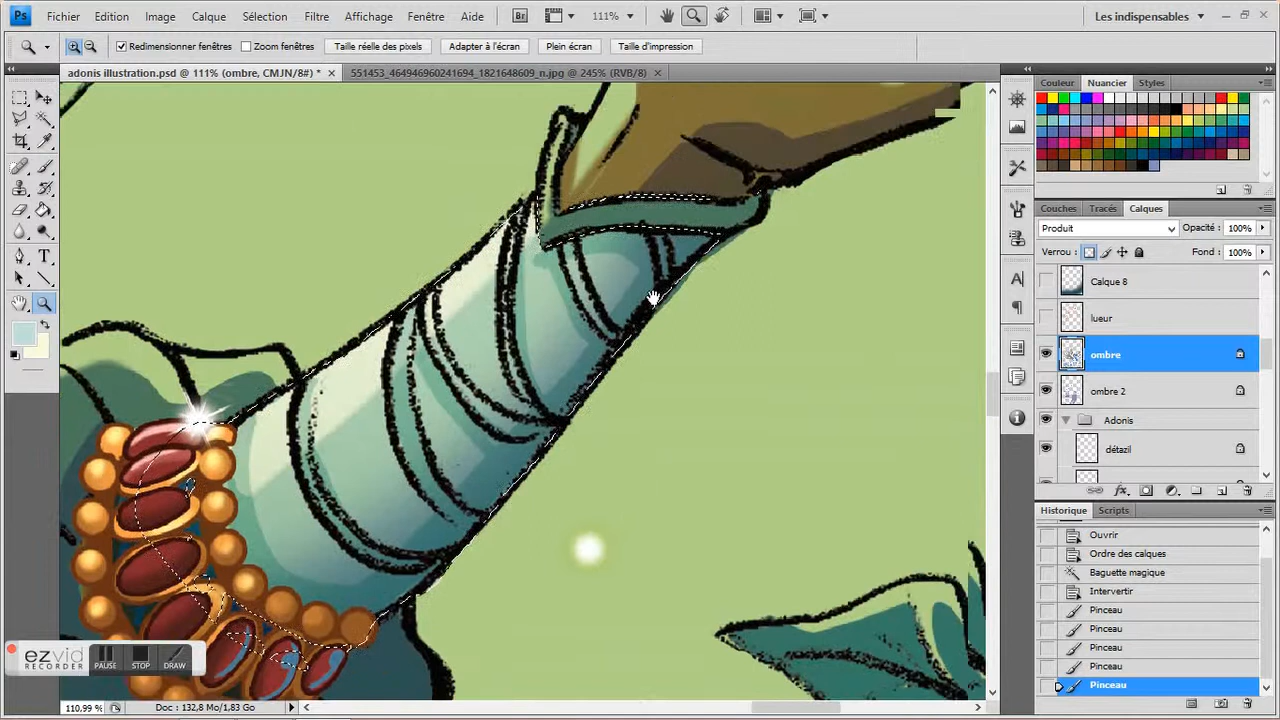 Ps Fichier Edition Image Calque Sélection Filtre Affichage Fenêtre Aide Br 111% Les indispensables
Redimensionner fenêtres Zoom fenêtres Taille réelle des pixels Adapter à l'écran Plein écran Taille d'impression
adonis illustration.psd @ 111% (ombre, CMJN/8#) * 551453_464946960241694_1821648609_n.jpg @ 245% (RVB/8)
Couleur Nuancier Styles
Couches Tracés Calques
Produit Opacité : 100%
Verrou : Fond : 100%
Calque 8
lueur
ombre
ombre 2
Adonis
détazil
Historique Scripts
Ouvrir
Ordre des calques
Baguette magique
Intervertir
Pinceau
Pinceau
Pinceau
Pinceau
Pinceau
ezvid
RECORDER
PAUSE STOP DRAW
110,99 % Doc : 132,8 Mo/1,83 Go